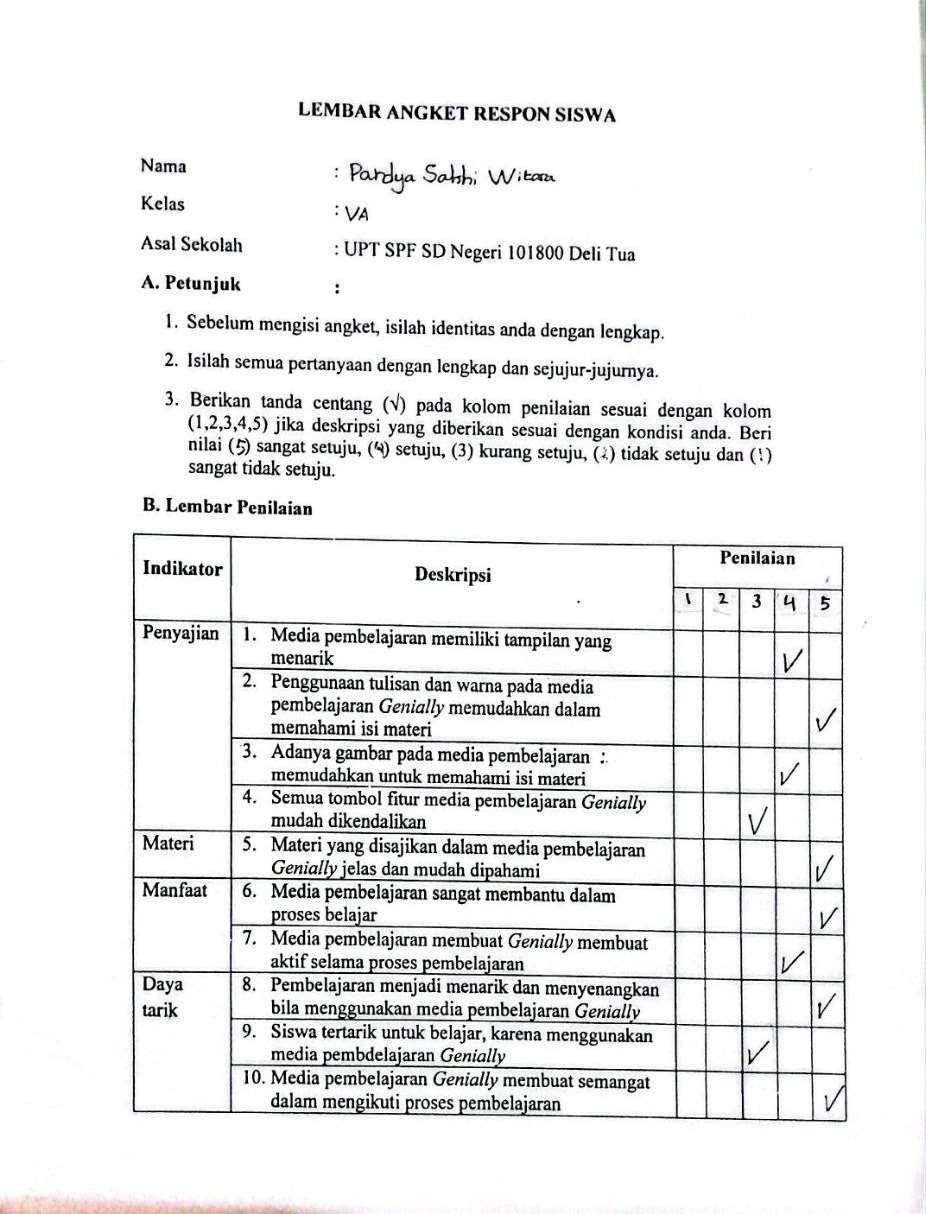 LEMBAR ANGKET RESPON SISWA
Nama : Pardya Sakhi Witara
Kelas : VA
Asal Sekolah : UPT SPF SD Negeri 101800 Deli Tua
A. Petunjuk :
1. Sebelum mengisi angket, isilah identitas anda dengan lengkap.
2. Isilah semua pertanyaan dengan lengkap dan sejujur-jujurnya.
3. Berikan tanda centang (√) pada kolom penilaian sesuai dengan kolom
(1,2,3,4,5) jika deskripsi yang diberikan sesuai dengan kondisi anda. Beri
nilai (5) sangat setuju, (4) setuju, (3) kurang setuju, (2) tidak setuju dan (1)
sangat tidak setuju.
B. Lembar Penilaian
Indikator Deskripsi Penilaian
1 2 3 4 5
Penyajian 1. Media pembelajaran memiliki tampilan yang
menarik √
2. Penggunaan tulisan dan warna pada media
pembelajaran Genially memudahkan dalam
memahami isi materi √
3. Adanya gambar pada media pembelajaran :
memudahkan untuk memahami isi materi √
4. Semua tombol fitur media pembelajaran Genially
mudah dikendalikan √
Materi 5. Materi yang disajikan dalam media pembelajaran
Genially jelas dan mudah dipahami √
Manfaat 6. Media pembelajaran sangat membantu dalam
proses belajar √
7. Media pembelajaran membuat Genially membuat
aktif selama proses pembelajaran √
Daya 8. Pembelajaran menjadi menarik dan menyenangkan
tarik bila menggunakan media pembelajaran Genially √
9. Siswa tertarik untuk belajar, karena menggunakan
media pembdelajaran Genially √
10. Media pembelajaran Genially membuat semangat
dalam mengikuti proses pembelajaran √